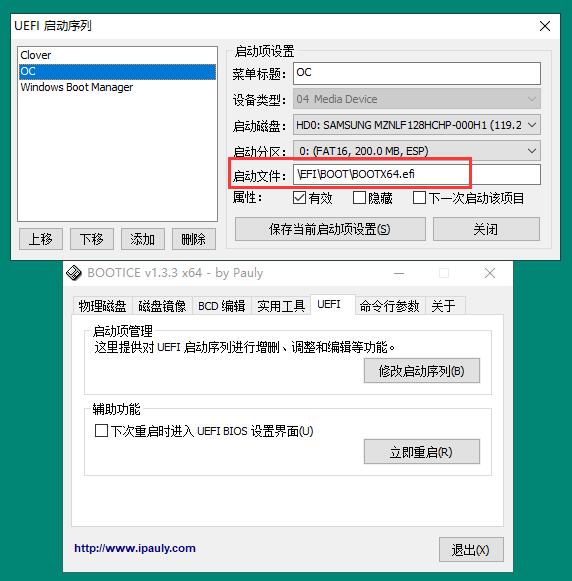 UEFI 启动序列
Clover
OC
Windows Boot Manager
上移 下移 添加 删除
启动项设置
菜单标题： OC
设备类型： 04 Media Device
启动磁盘： HD0: SAMSUNG MZNLF128HCHP-000H1 (119.2
启动分区： 0: (FAT16, 200.0 MB, ESP)
启动文件： \EFI\BOOT\BOOTX64.efi
属性： 有效 隐藏 下一次启动该项目
保存当前启动项设置(S) 关闭
BOOTICE v1.3.3 x64 - by Pauly
物理磁盘 磁盘镜像 BCD 编辑 实用工具 UEFI 命令行参数 关于
启动项管理
这里提供对 UEFI 启动序列进行增删、调整和编辑等功能。
修改启动序列(B)
辅助功能
下次重启时进入 UEFI BIOS 设置界面(U)
立即重启(R)
http://www.ipauly.com 退出(X)